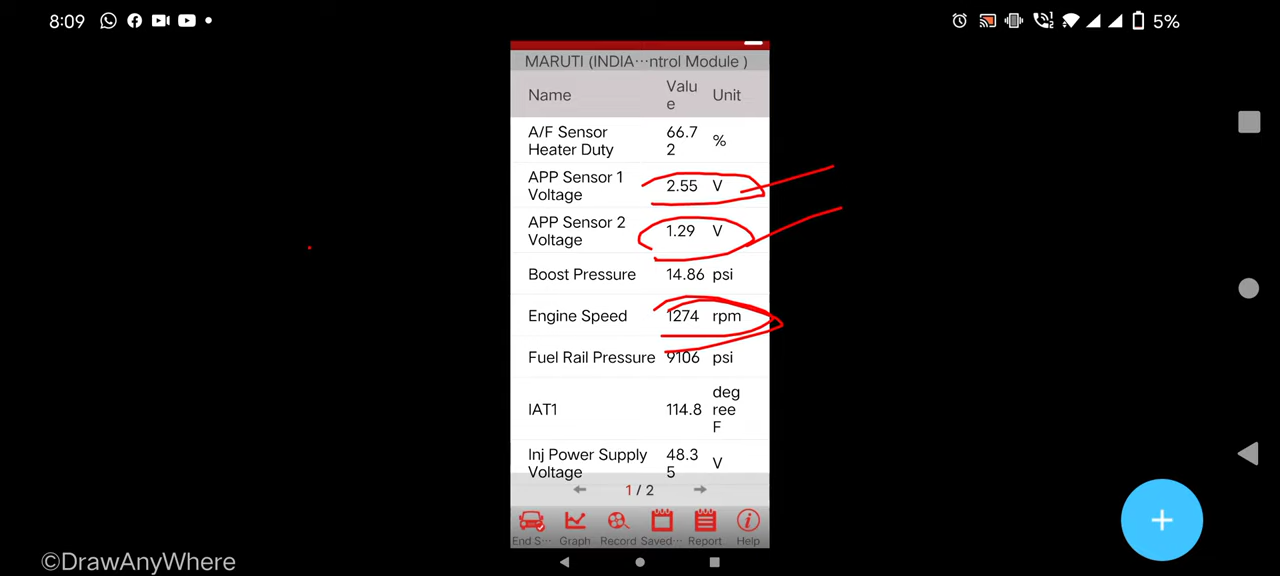 8:09
5%
MARUTI (INDIA···ntrol Module )
Name
Valu
e
Unit
A/F Sensor
Heater Duty
66.7
2
%
APP Sensor 1
Voltage
2.55
V
APP Sensor 2
Voltage
1.29
V
Boost Pressure
14.86
psi
Engine Speed
1274
rpm
Fuel Rail Pressure
9106
psi
IAT1
114.8
deg
ree
F
Inj Power Supply
Voltage
48.3
5
V
1 / 2
End S···
Graph
Record
Saved···
Report
Help
©DrawAnyWhere